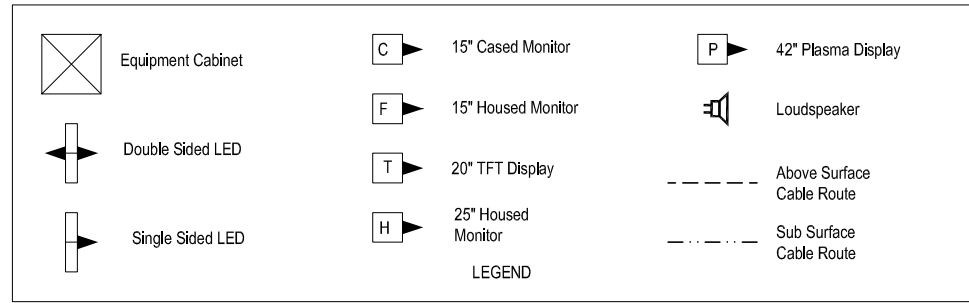 Equipment Cabinet
Double Sided LED
Single Sided LED
C 15" Cased Monitor
F 15" Housed Monitor
T 20" TFT Display
H 25" Housed
Monitor
P 42" Plasma Display
Loudspeaker
Above Surface
Cable Route
Sub Surface
Cable Route
LEGEND